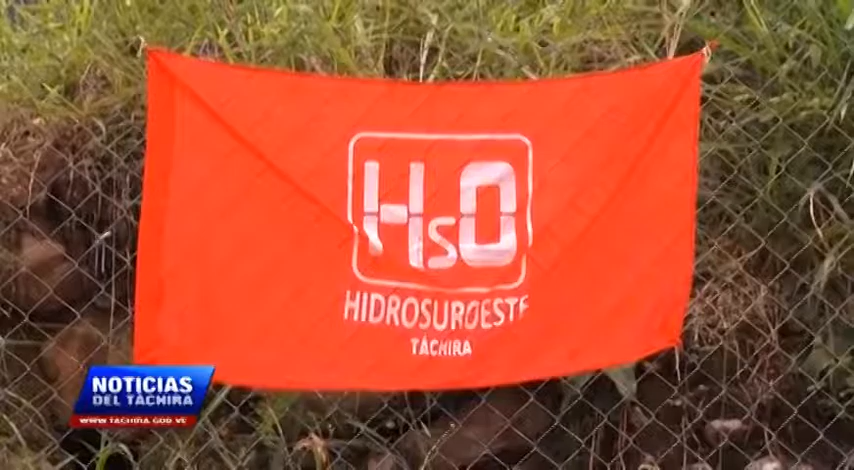 HsO
HIDROSUROESTE
TÁCHIRA
NOTICIAS
DEL TÁCHIRA
WWW.TACHIRA.GOB.VE